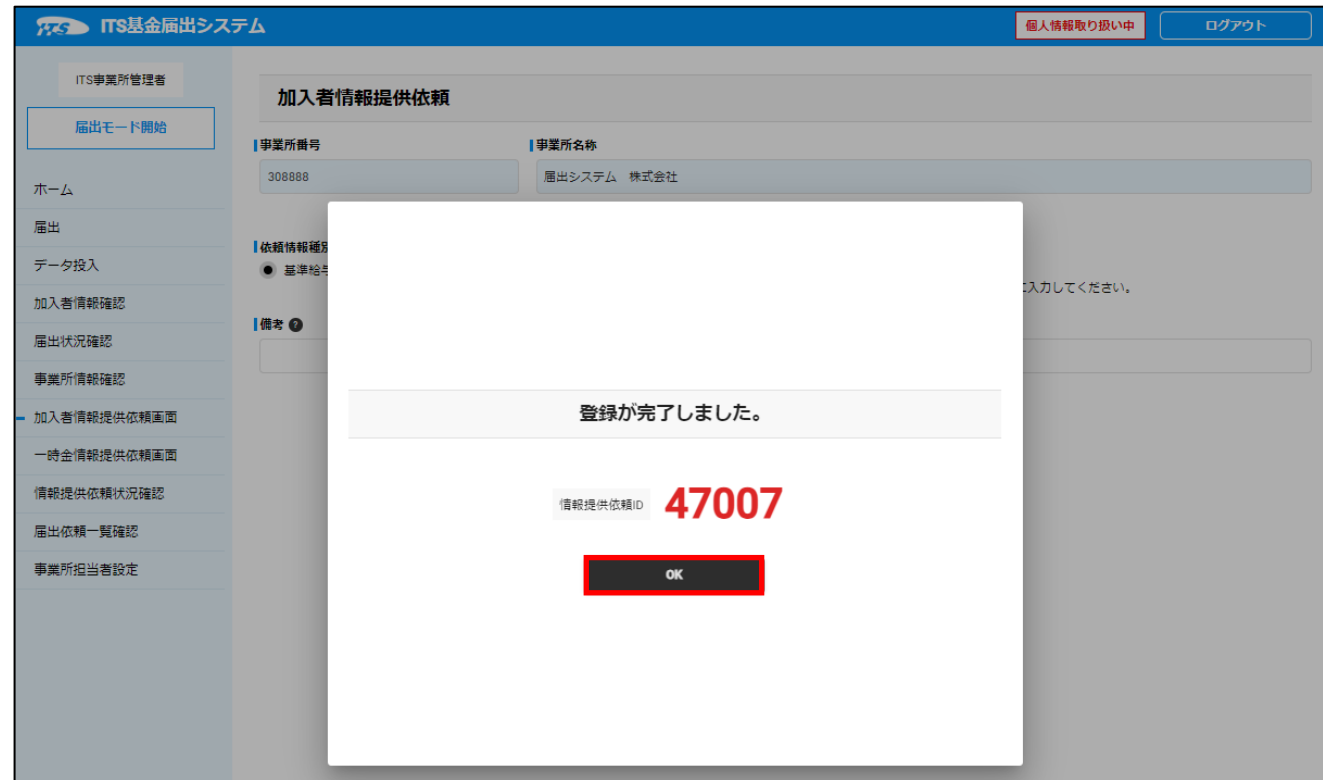 ITS ITS基金届出システム
個人情報取り扱い中
ログアウト
ITS事業所管理者
届出モード開始
ホーム
届出
データ投入
加入者情報確認
届出状況確認
事業所情報確認
加入者情報提供依頼画面
一時金情報提供依頼画面
情報提供依頼状況確認
届出依頼一覧確認
事業所担当者設定
加入者情報提供依頼
事業所番号
事業所名称
308888
届出システム 株式会社
依頼情報種別
基準給与
に入力してください。
備考 ?
登録が完了しました。
情報提供依頼ID 47007
OK